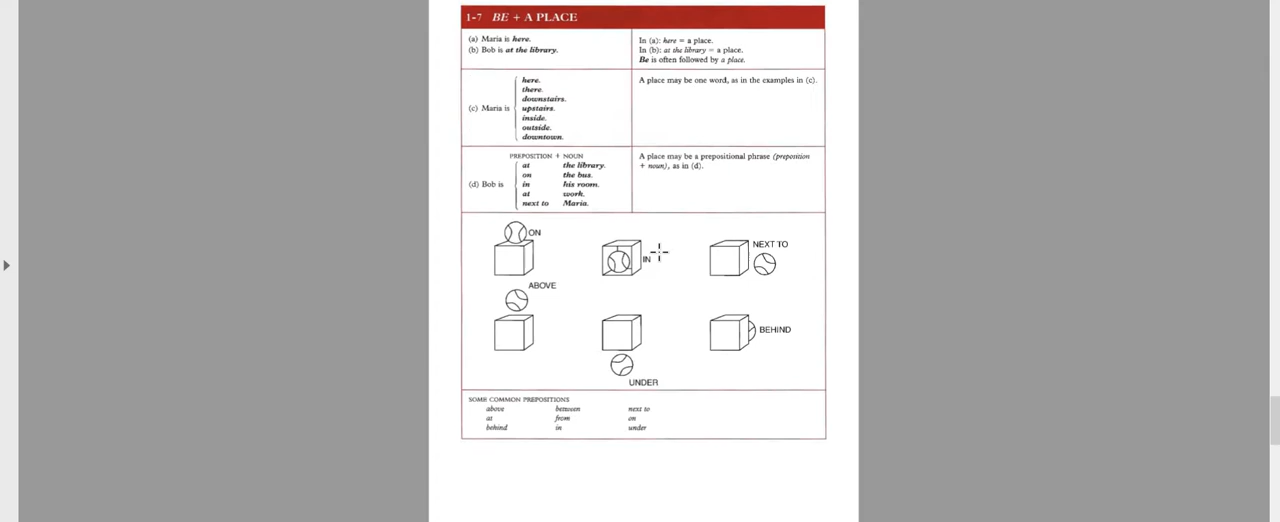 1-7 BE + A PLACE
(a) Maria is here.
(b) Bob is at the library.
In (a): here = a place.
In (b): at the library = a place.
Be is often followed by a place.
(c) Maria is
here.
there.
downstairs.
upstairs.
inside.
outside.
downtown.
A place may be one word, as in the examples in (c).
PREPOSITION + NOUN
(d) Bob is
at the library.
on the bus.
in his room.
at work.
next to Maria.
A place may be a prepositional phrase (preposition
+ noun), as in (d).
ON
IN
NEXT TO
ABOVE
UNDER
BEHIND
SOME COMMON PREPOSITIONS
above between next to
at from on
behind in under